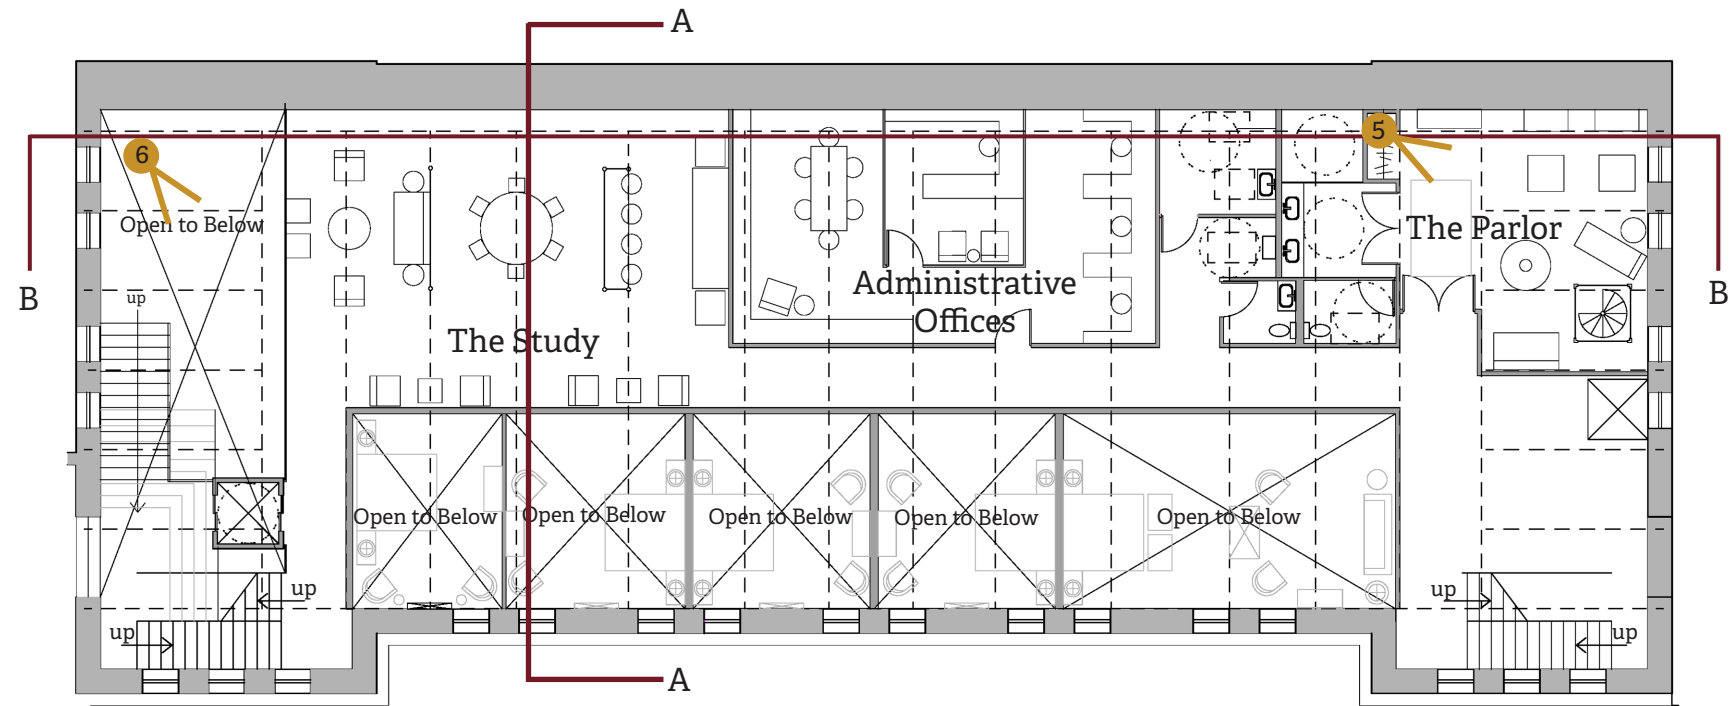 A
6
5
Open to Below
The Parlor
B
B
up
Administrative
Offices
The Study
Open to Below
Open to Below
Open to Below
Open to Below
Open to Below
up
up
up
up
A